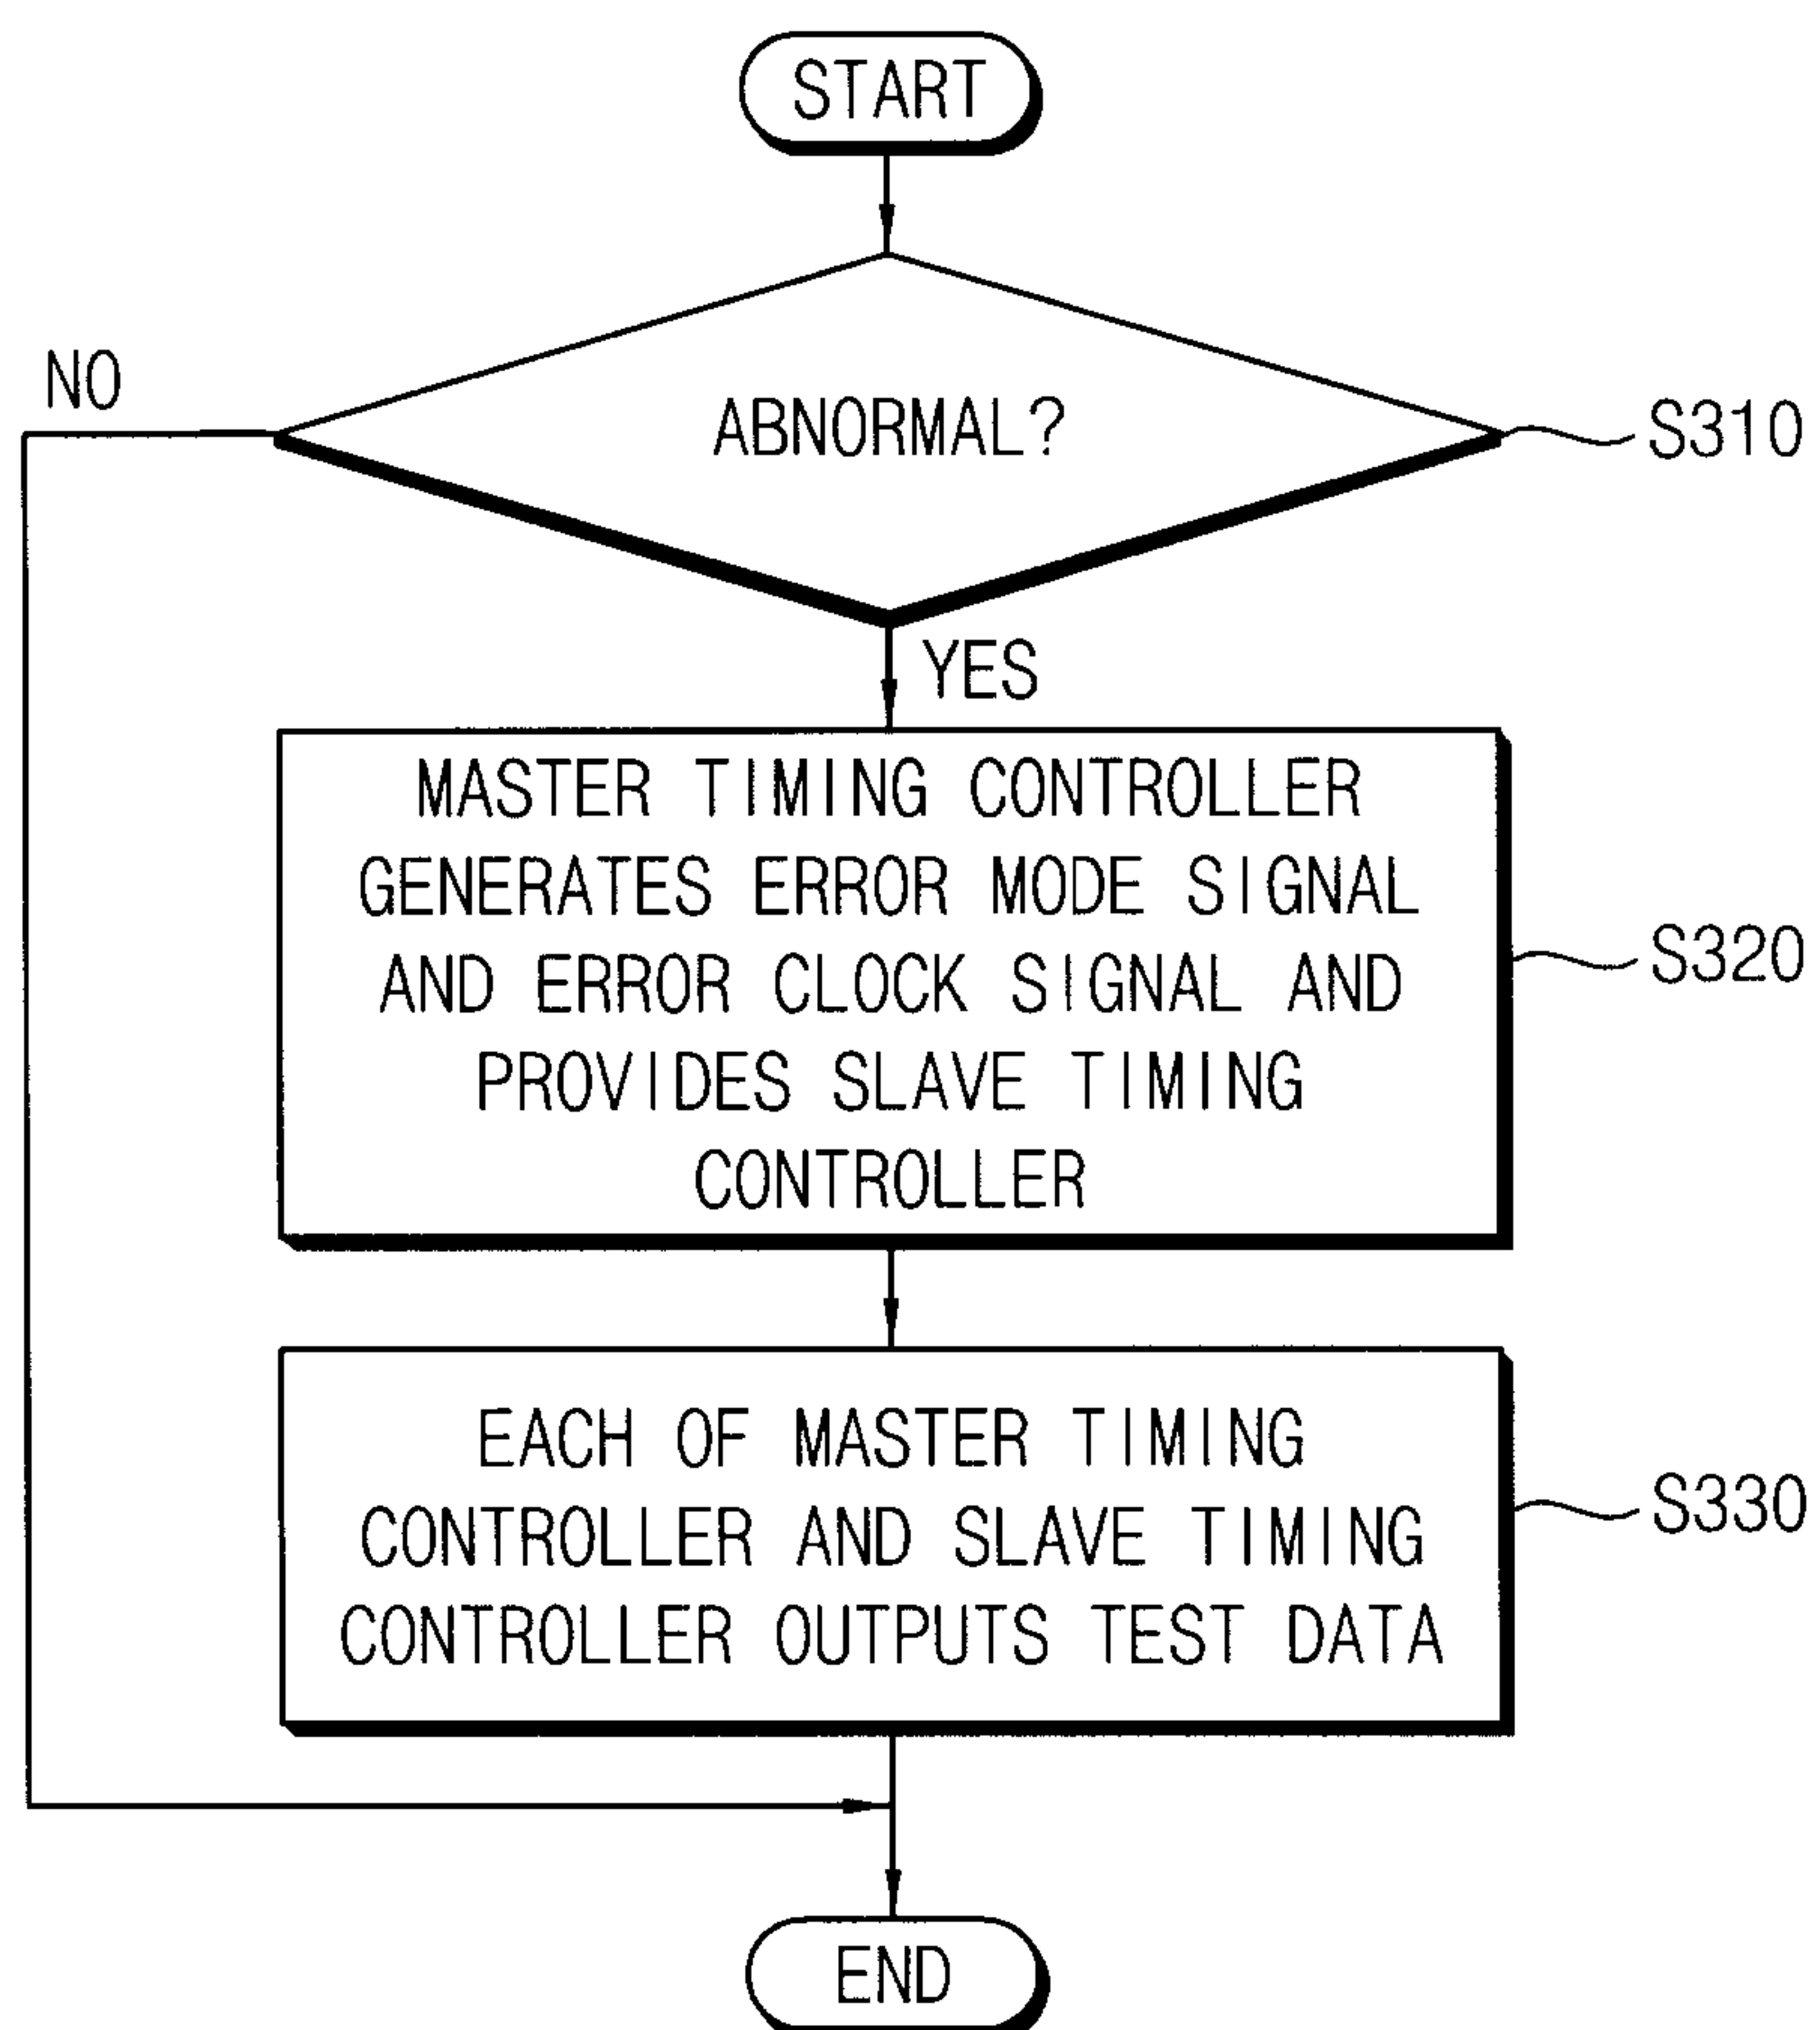 START
NO
ABNORMAL?
S310
YES
MASTER TIMING CONTROLLER
GENERATES ERROR MODE SIGNAL
AND ERROR CLOCK SIGNAL AND
PROVIDES SLAVE TIMING
CONTROLLER
S320
EACH OF MASTER TIMING
CONTROLLER AND SLAVE TIMING
CONTROLLER OUTPUTS TEST DATA
S330
END